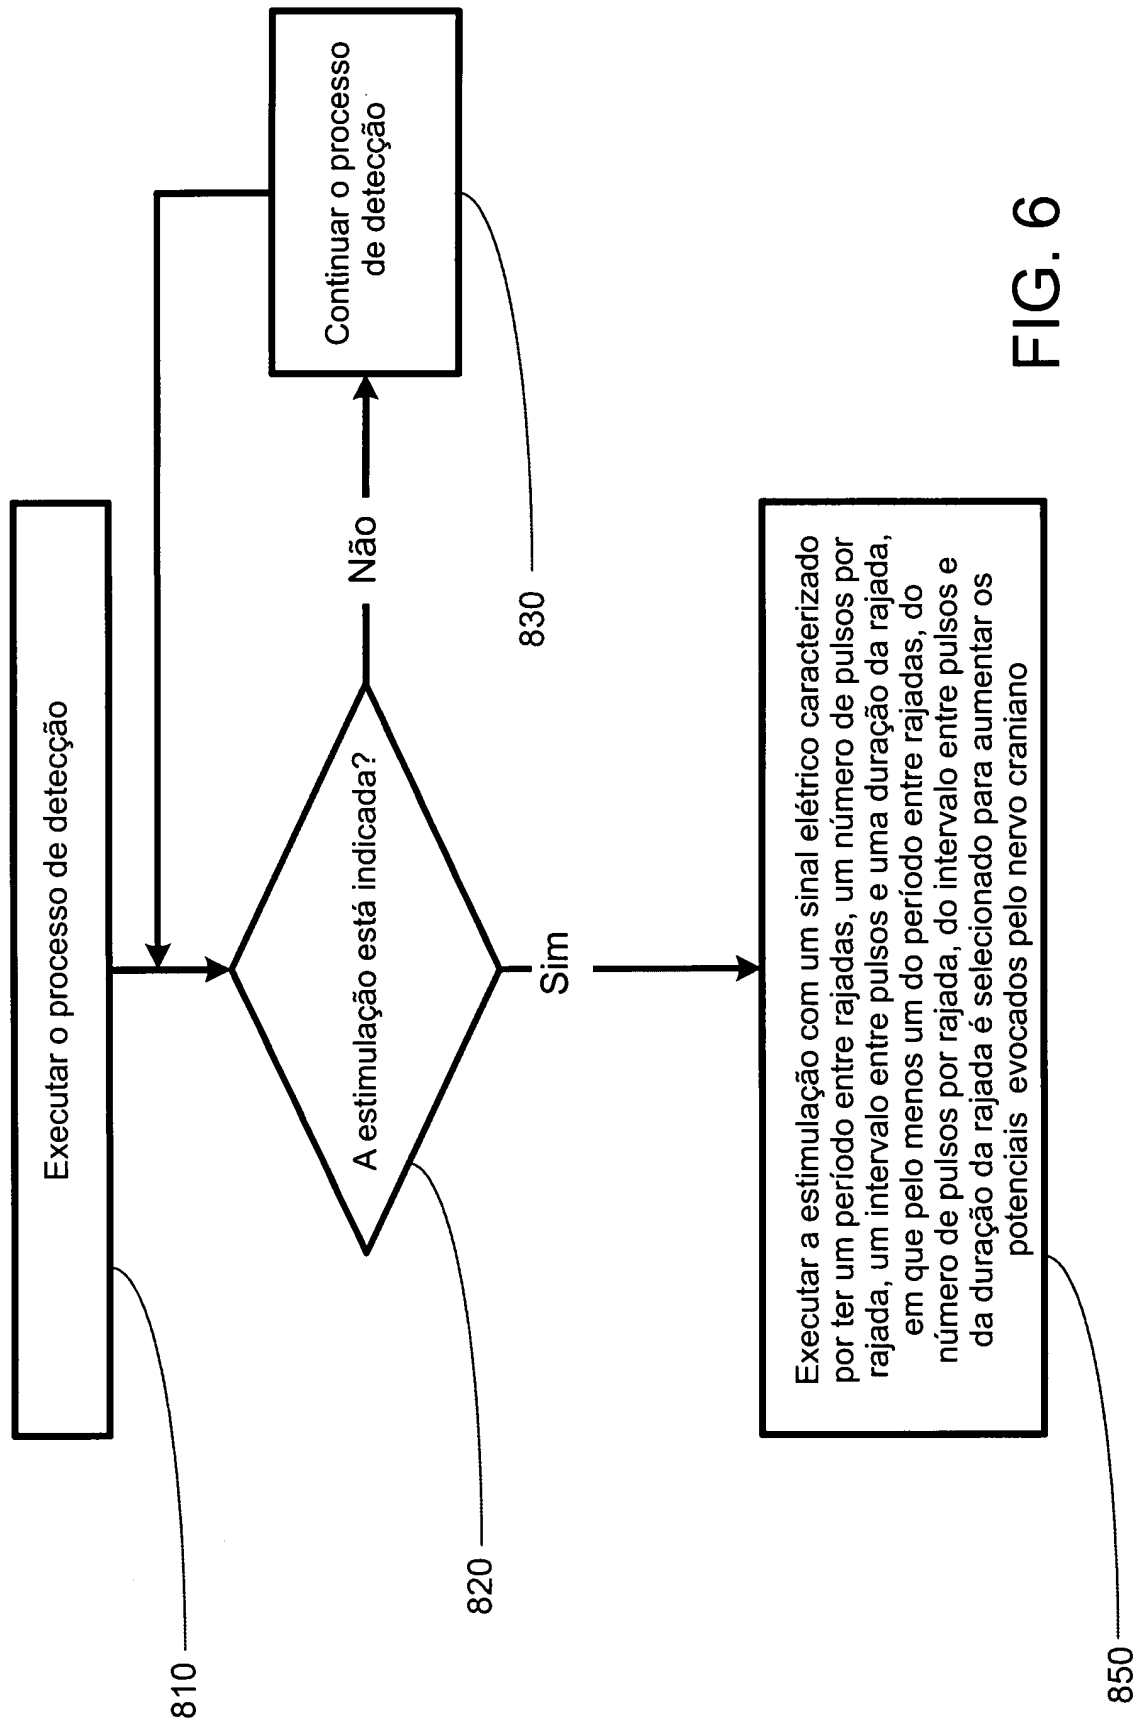 Executar o processo de detecção
810
A estimulação está indicada?
820
Não
Continuar o processo
de detecção
830
Sim
Executar a estimulação com um sinal elétrico caracterizado
por ter um período entre rajadas, um número de pulsos por
rajada, um intervalo entre pulsos e uma duração da rajada,
em que pelo menos um do período entre rajadas, do
número de pulsos por rajada, do intervalo entre pulsos e
da duração da rajada é selecionado para aumentar os
potenciais evocados pelo nervo craniano
850
FIG. 6